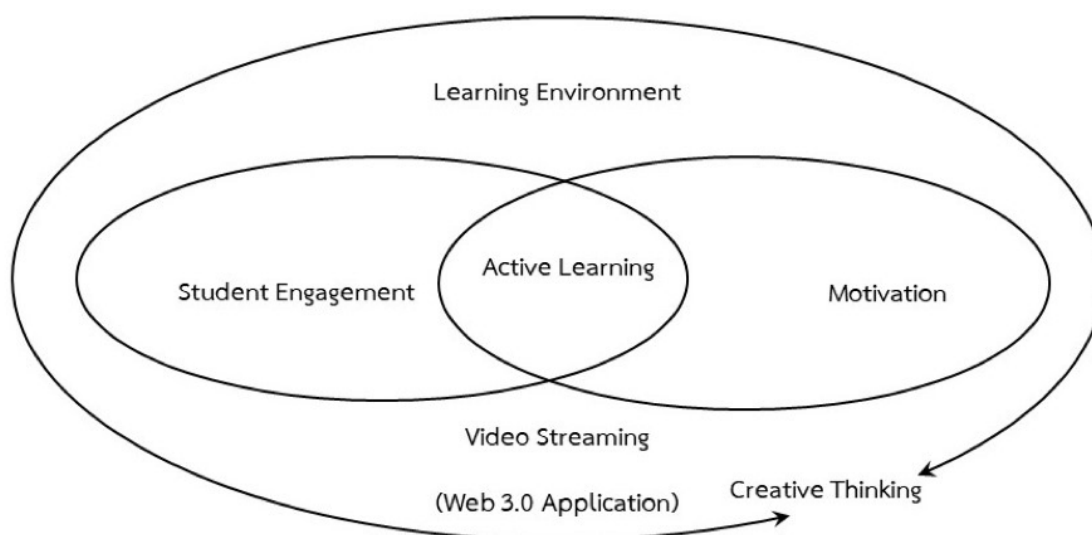 Learning Environment
Student Engagement
Active Learning
Motivation
Video Streaming
(Web 3.0 Application)
Creative Thinking